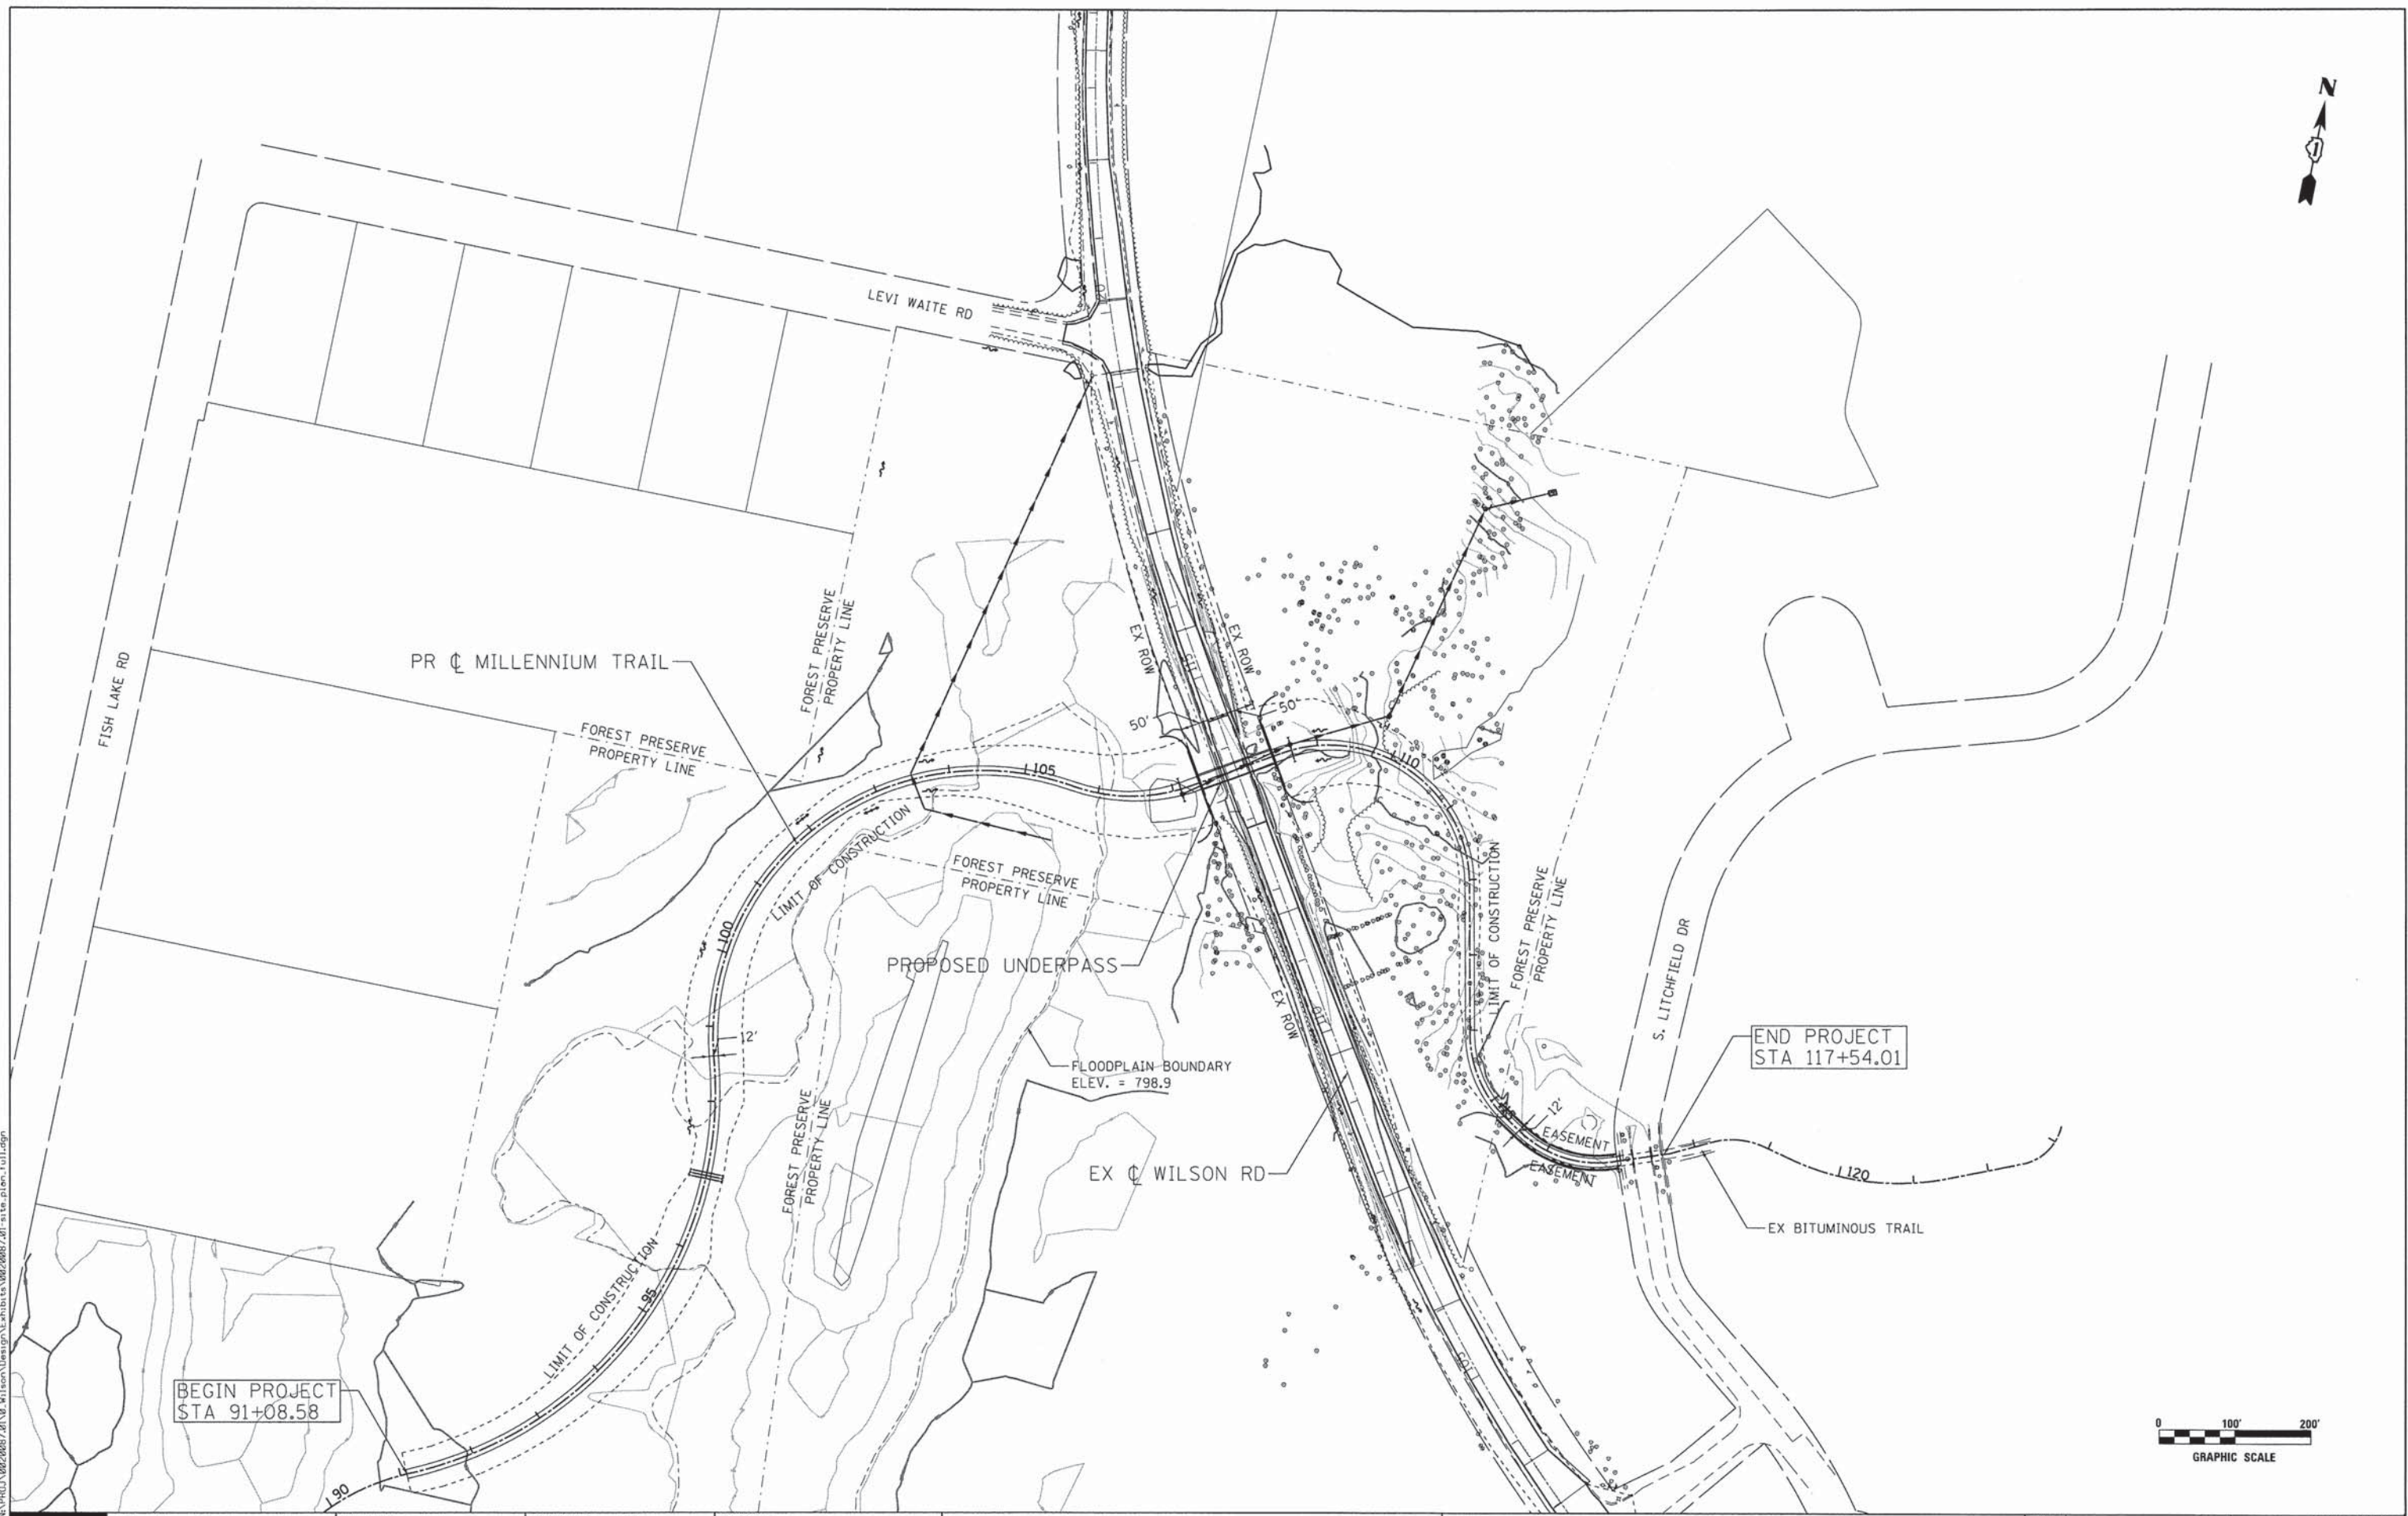 N
1
LEVI WAITE RD
FISH LAKE RD
PR ℄ MILLENNIUM TRAIL
FOREST PRESERVE
PROPERTY LINE
FOREST PRESERVE
PROPERTY LINE
EX ROW
EX ROW
50'
50'
105
110
LIMIT OF CONSTRUCTION
FOREST PRESERVE
PROPERTY LINE
100
LIMIT OF CONSTRUCTION
FOREST PRESERVE
PROPERTY LINE
PROPOSED UNDERPASS
EX ROW
110
S. LITCHFIELD DR
12'
END PROJECT
STA 117+54.01
FLOODPLAIN BOUNDARY
ELEV. = 798.9
FOREST PRESERVE
PROPERTY LINE
12'
EASEMENT
EASEMENT
EX ℄ WILSON RD
120
EX BITUMINOUS TRAIL
LIMIT OF CONSTRUCTION
95
BEGIN PROJECT
STA 91+08.58
90
105
0 100' 200'
GRAPHIC SCALE